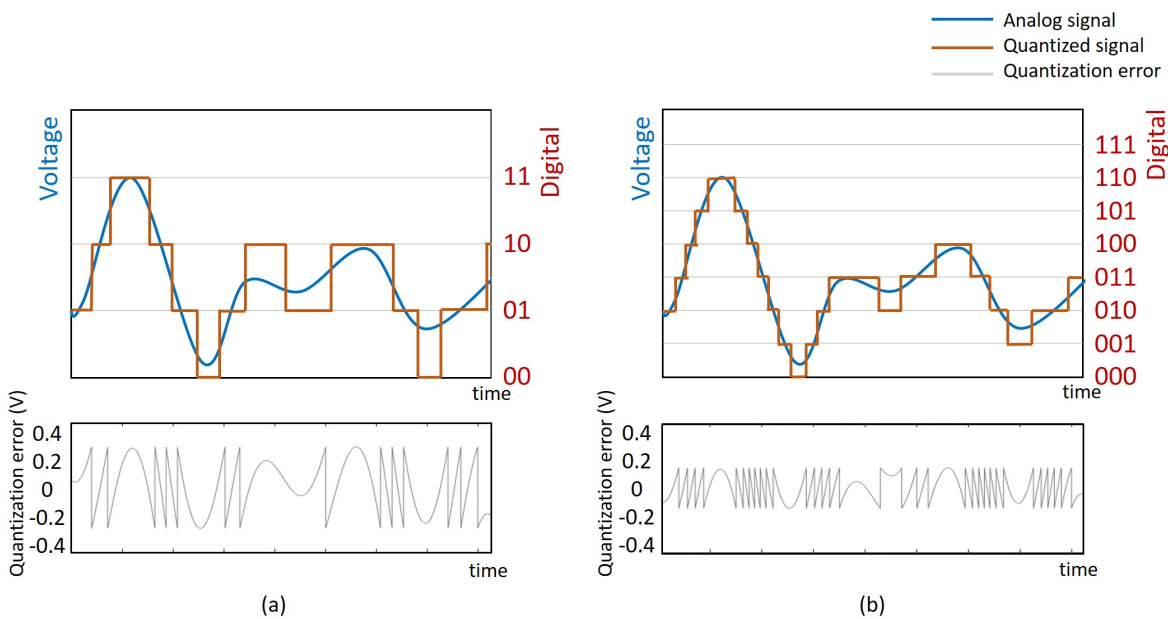 Analog signal
Quantized signal
Quantization error
Voltage
Digital
11
10
01
00
time
Quantization error (V)
0.4
0.2
0
-0.2
-0.4
time
(a)
Voltage
Digital
111
110
101
100
011
010
001
000
time
Quantization error (V)
0.4
0.2
0
-0.2
-0.4
time
(b)